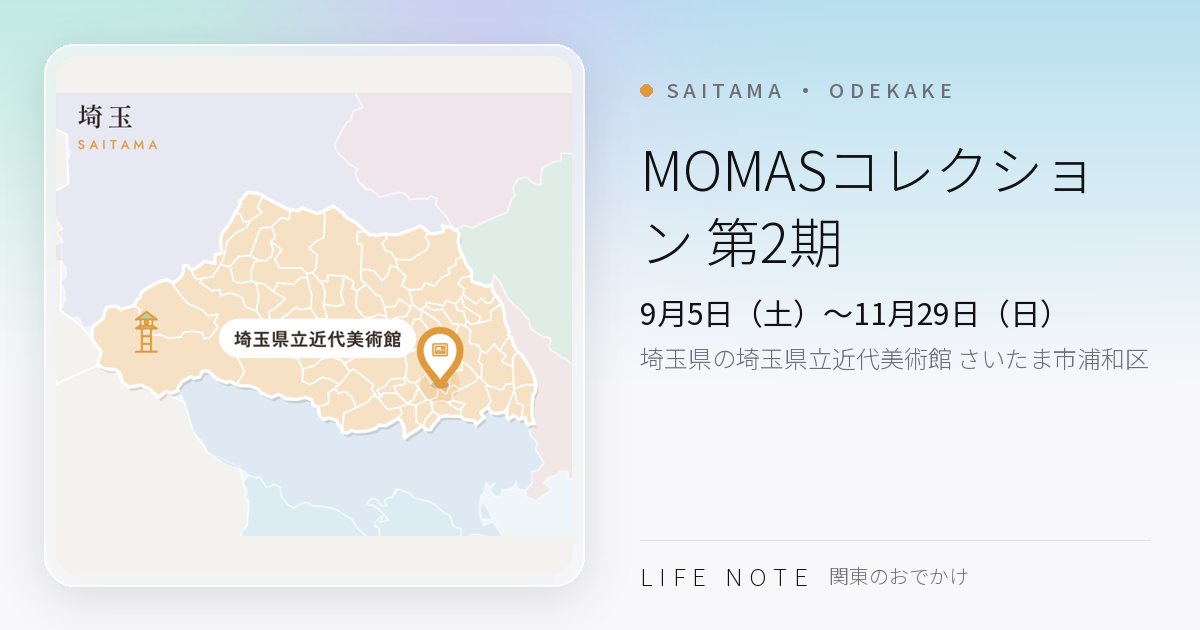 埼玉
SAITAMA
埼玉県立近代美術館
SAITAMA ・ ODEKAKE
MOMASコレクショ
ン 第2期
9月5日（土）〜11月29日（日）
埼玉県の埼玉県立近代美術館 さいたま市浦和区
LIFE NOTE 関東のおでかけ